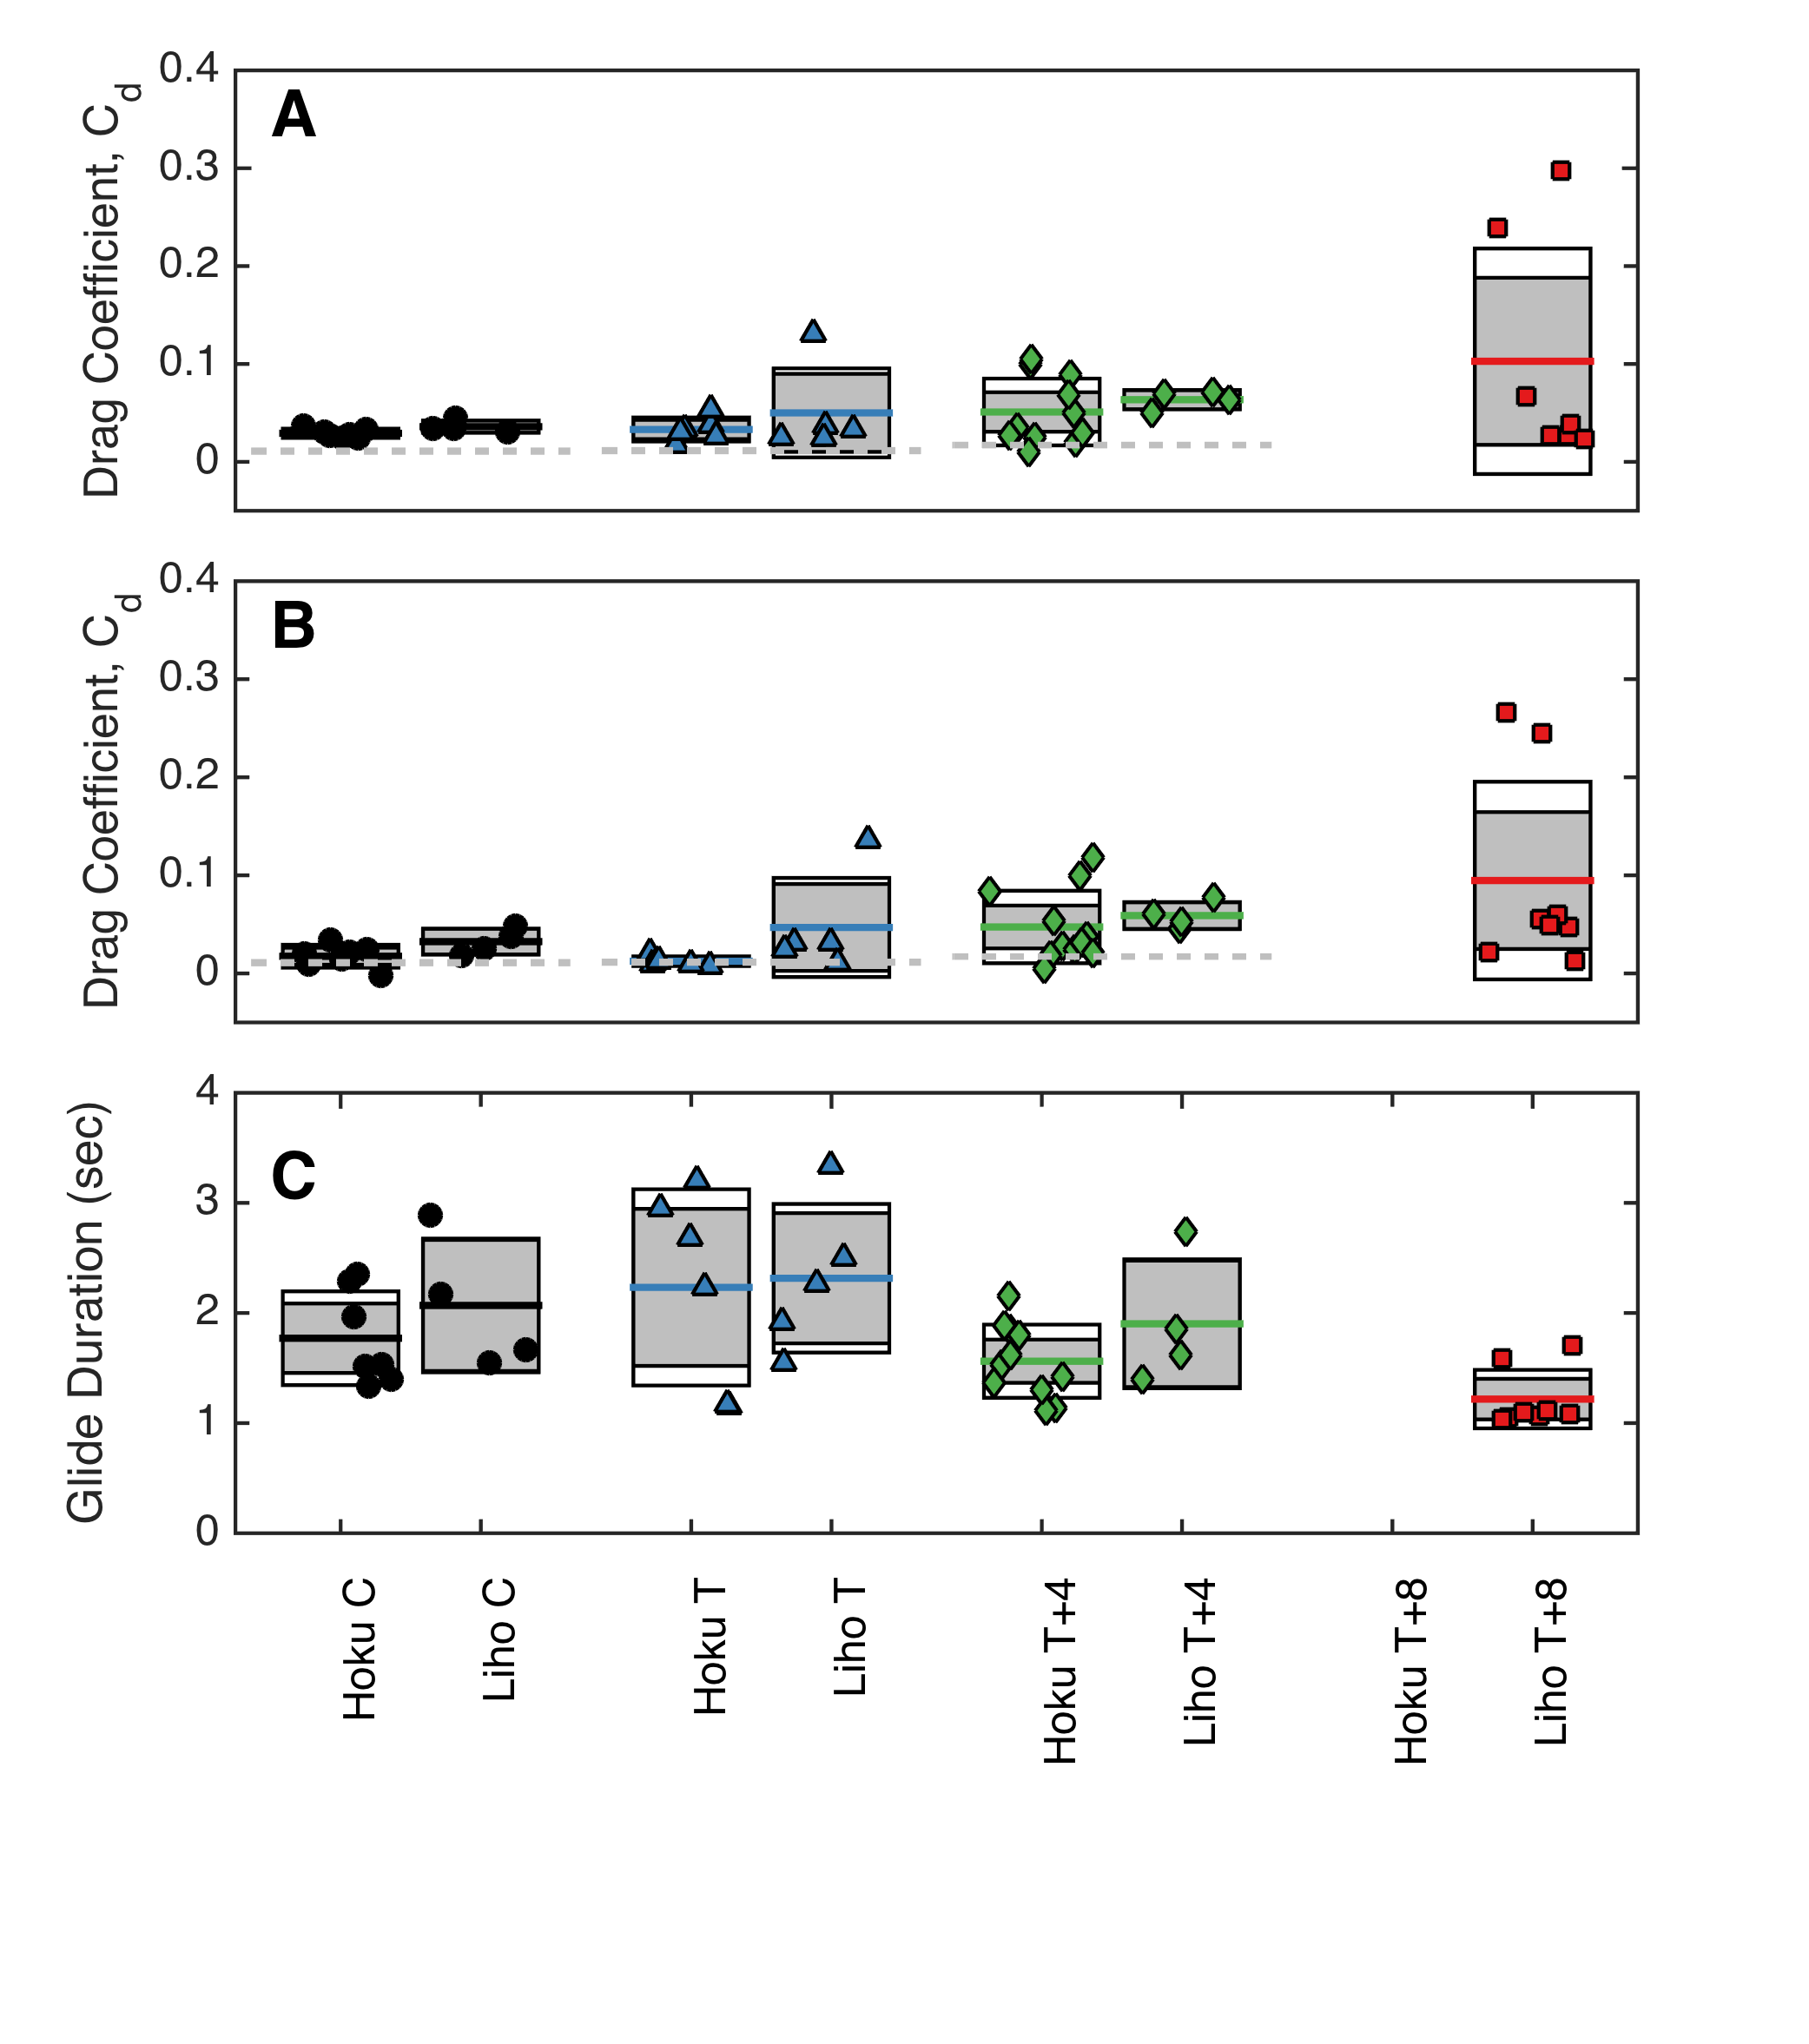 A
Drag Coefficient, Cd
0.4
0.3
0.2
0.1
0
B
Drag Coefficient, Cd
0.4
0.3
0.2
0.1
0
C
Glide Duration (sec)
4
3
2
1
0
Hoku C
Liho C
Hoku T
Liho T
Hoku T+4
Liho T+4
Hoku T+8
Liho T+8